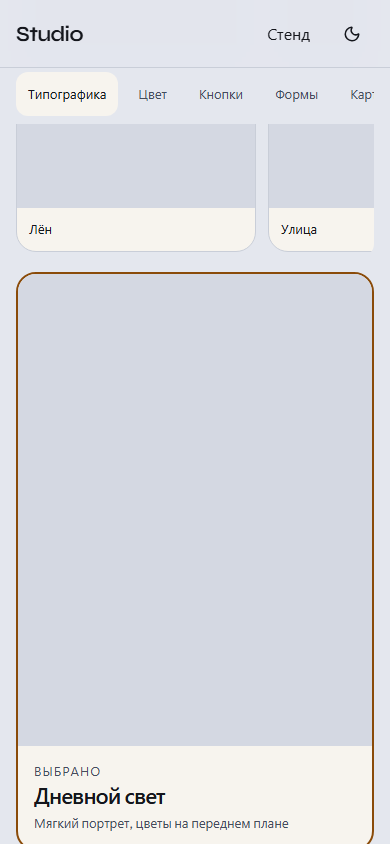 Studio
Стенд
Типографика
Цвет
Кнопки
Формы
Лён
Улица
ВЫБРАНО
Дневной свет
Мягкий портрет, цветы на переднем плане